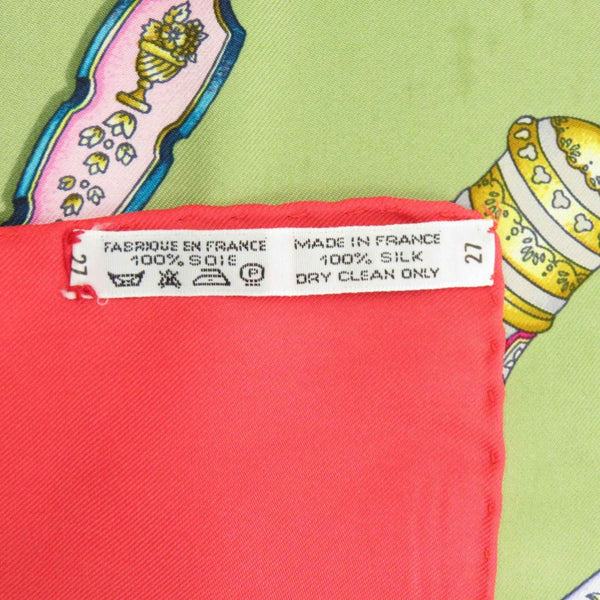 FABRIQUE EN FRANCE
100% SOIE
P
MADE IN FRANCE
100% SILK
DRY CLEAN ONLY
27
27